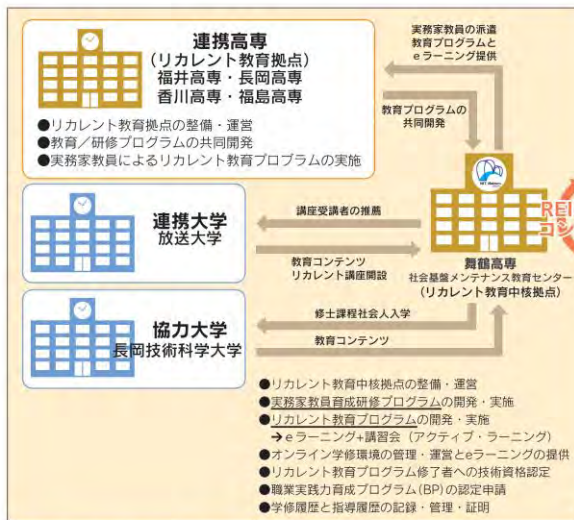 連携高専
(リカレント教育拠点)
福井高専・長岡高専
香川高専・福島高専
●リカレント教育拠点の整備・運営
●教育／研修プログラムの共同開発
●実務家教員によるリカレント教育プロブラムの実施
実務家教員の派遣
教育プログラムと
eラーニング提供
教育プログラムの
共同開発
連携大学
放送大学
講座受講者の推薦
教育コンテンツ
リカレント講座開設
舞鶴高専
社会基盤メンテナンス教育センター
(リカレント教育中核拠点)
REI
コン
協力大学
長岡技術科学大学
修士課程社会人入学
教育コンテンツ
●リカレント教育中核拠点の整備・運営
●実務家教員育成研修プログラムの開発・実施
●リカレント教育プログラムの開発・実施
➔eラーニング+講習会（アクティブ・ラーニング）
●オンライン学修環境の管理・運営とeラーニングの提供
●リカレント教育プログラム修了者への技術資格認定
●職業実践力育成プログラム(BP)の認定申請
●学修履歴と指導履歴の記録・管理・証明